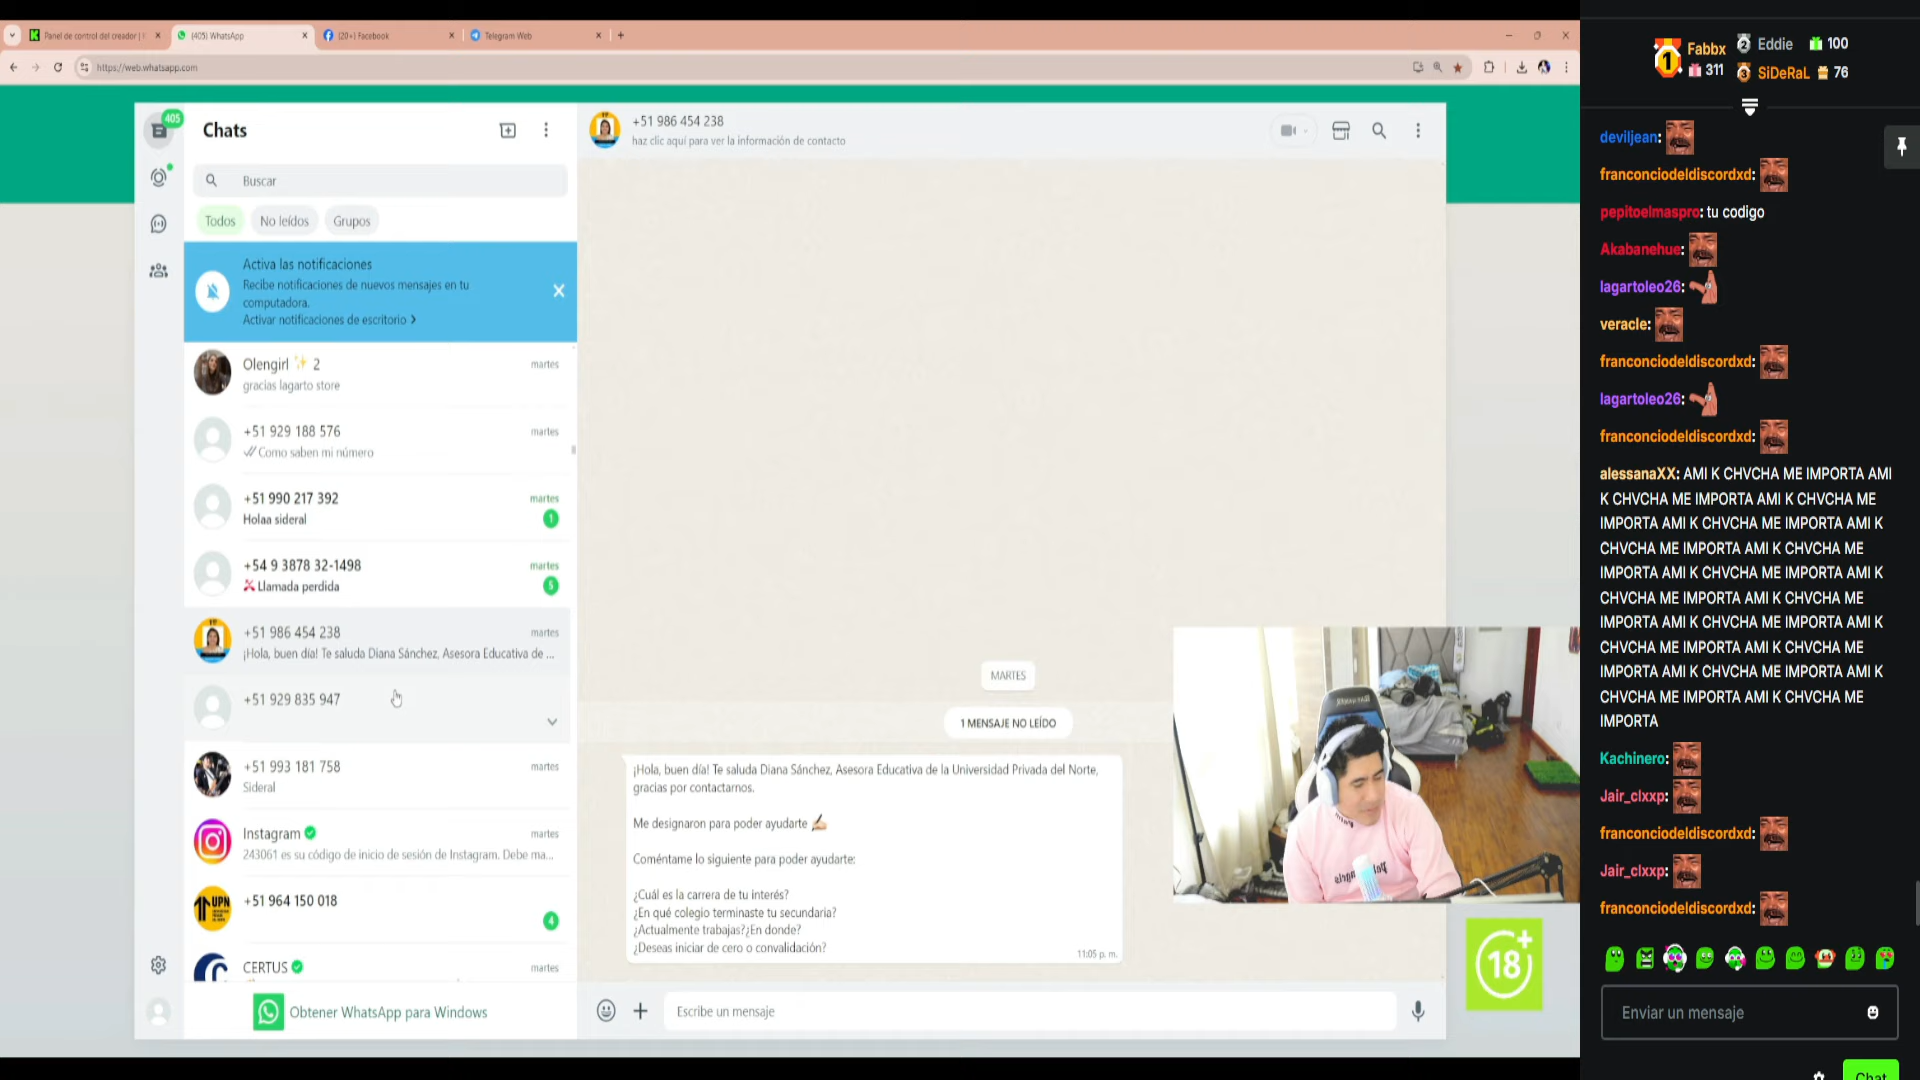 Panel de control del creador | K
(405) WhatsApp
(20+) Facebook
Telegram Web
https://web.whatsapp.com
405
Chats
Buscar
Todos
No leídos
Grupos
Activa las notificaciones
Recibe notificaciones de nuevos mensajes en tu
computadora.
Activar notificaciones de escritorio
Olengirl ✨ 2
martes
gracias lagarto store
+51 929 188 576
martes
Como saben mi número
+51 990 217 392
martes
Holaa sideral
1
+54 9 3878 32-1498
martes
Llamada perdida
5
+51 986 454 238
martes
¡Hola, buen día! Te saluda Diana Sánchez, Asesora Educativa de ...
+51 929 835 947
+51 993 181 758
martes
Sideral
Instagram
martes
243061 es su código de inicio de sesión de Instagram. Debe ma...
UPN
+51 964 150 018
4
CERTUS
martes
Obtener WhatsApp para Windows
+51 986 454 238
haz clic aquí para ver la información de contacto
MARTES
1 MENSAJE NO LEÍDO
¡Hola, buen día! Te saluda Diana Sánchez, Asesora Educativa de la Universidad Privada del Norte,
gracias por contactarnos.
Me designaron para poder ayudarte ✍🏻
Coméntame lo siguiente para poder ayudarte:
¿Cuál es la carrera de tu interés?
¿En qué colegio terminaste tu secundaria?
¿Actualmente trabajas?¿En donde?
¿Deseas iniciar de cero o convalidación?
11:05 p. m.
Escribe un mensaje
18+
1
Fabbx
311
2
Eddie
100
3
SiDeRaL
76
deviljean:
franconciodeldiscordxd:
pepitoelmaspro: tu codigo
Akabanehue:
lagartoleo26:
veracle:
franconciodeldiscordxd:
lagartoleo26:
franconciodeldiscordxd:
alessanaXX: AMI K CHVCHA ME IMPORTA AMI
K CHVCHA ME IMPORTA AMI K CHVCHA ME
IMPORTA AMI K CHVCHA ME IMPORTA AMI K
CHVCHA ME IMPORTA AMI K CHVCHA ME
IMPORTA AMI K CHVCHA ME IMPORTA AMI K
CHVCHA ME IMPORTA AMI K CHVCHA ME
IMPORTA AMI K CHVCHA ME IMPORTA AMI K
CHVCHA ME IMPORTA AMI K CHVCHA ME
IMPORTA AMI K CHVCHA ME IMPORTA AMI K
CHVCHA ME IMPORTA AMI K CHVCHA ME
IMPORTA
Kachinero:
Jair_clxxp:
franconciodeldiscordxd:
Jair_clxxp:
franconciodeldiscordxd:
Enviar un mensaje
Chat